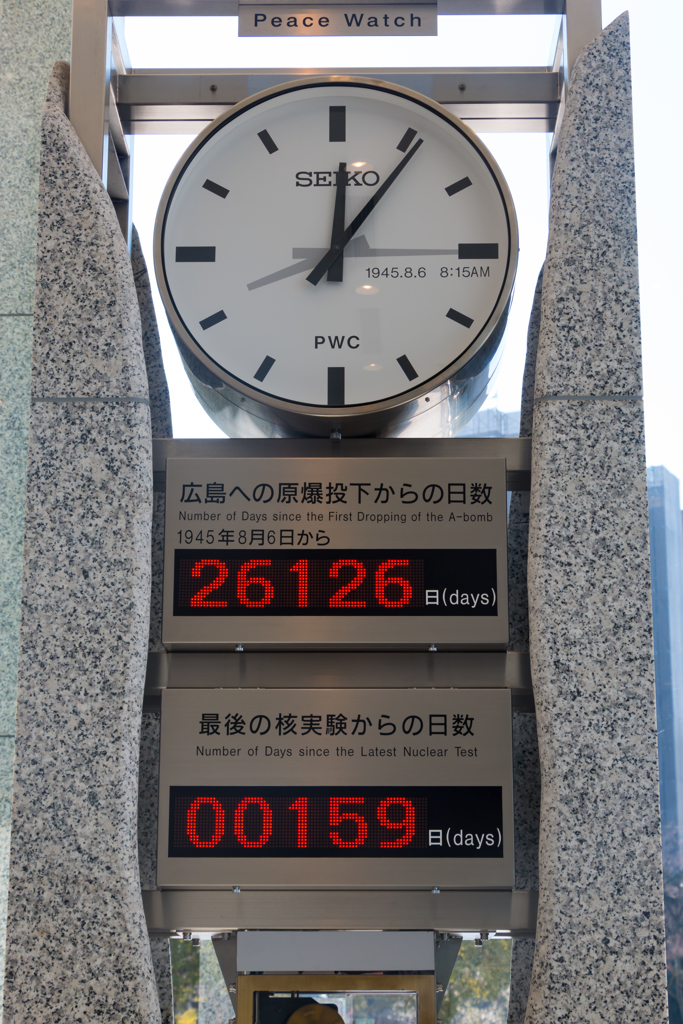 Peace Watch
SEIKO
1945.8.6 8:15AM
PWC
広島への原爆投下からの日数
Number of Days since the First Dropping of the A-bomb
1945年8月6日から
26126 日(days)
最後の核実験からの日数
Number of Days since the Latest Nuclear Test
00159 日(days)